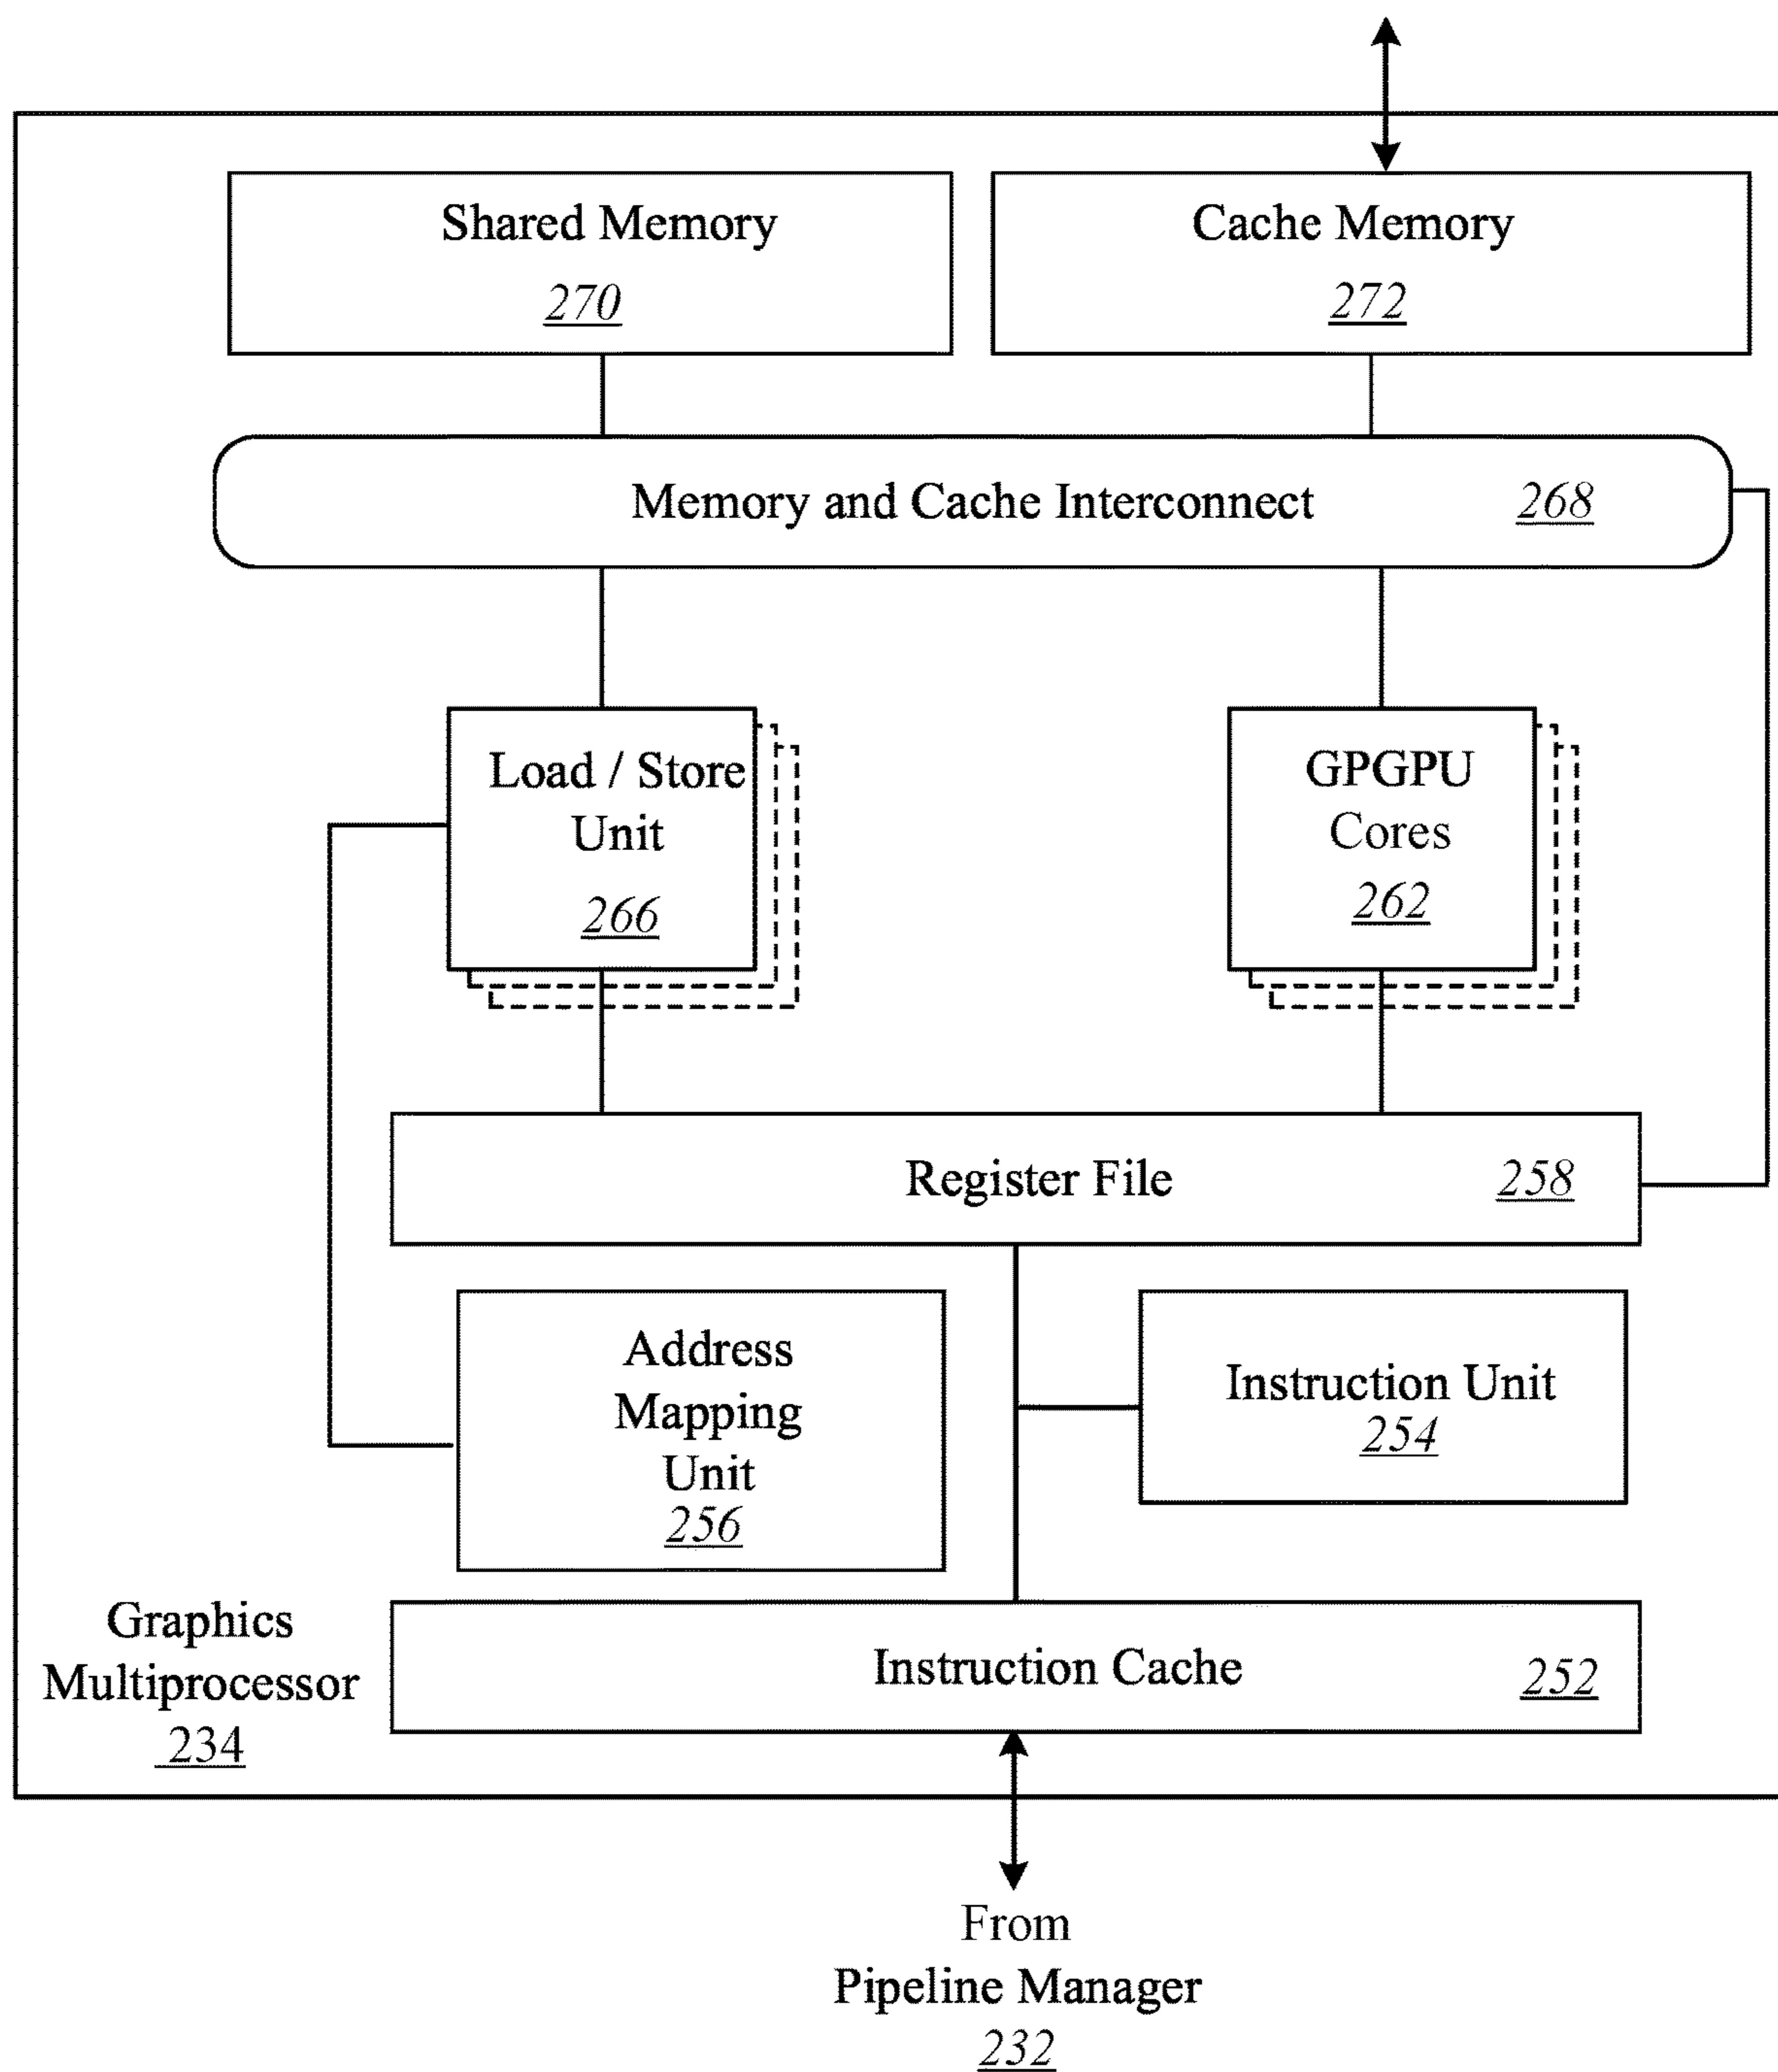 Shared Memory
270
Cache Memory
272
Memory and Cache Interconnect 268
Load / Store
Unit
266
GPGPU
Cores
262
Register File 258
Address
Mapping
Unit
256
Instruction Unit
254
Graphics
Multiprocessor
234
Instruction Cache 252
From
Pipeline Manager
232